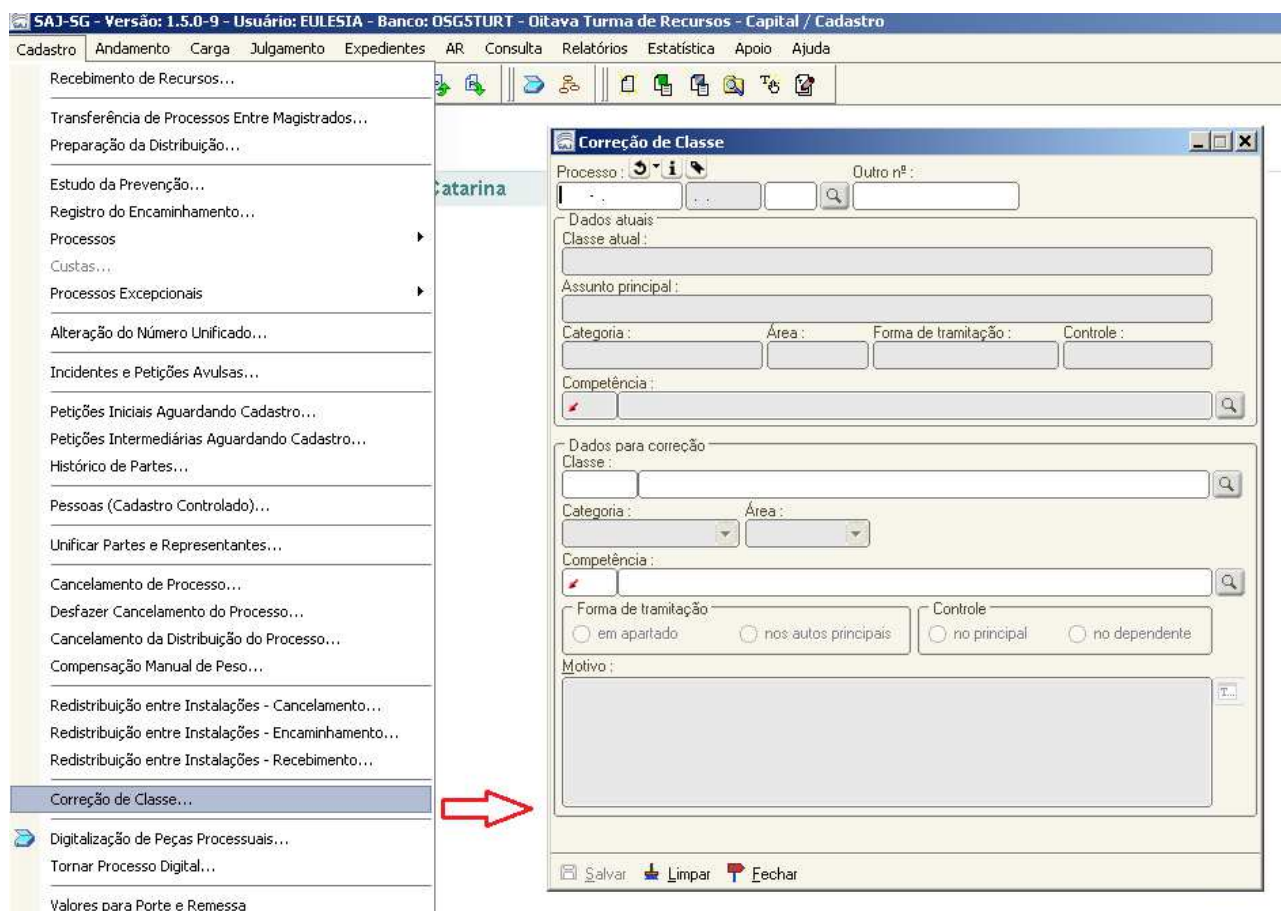 SAJ-SG - Versão: 1.5.0-9 - Usuário: EULESIA - Banco: OSG5TURT - Oitava Turma de Recursos - Capital / Cadastro
Cadastro Andamento Carga Julgamento Expedientes AR Consulta Relatórios Estatística Apoio Ajuda
Recebimento de Recursos...
Transferência de Processos Entre Magistrados...
Preparação da Distribuição...
Estudo da Prevenção...
Registro do Encaminhamento...
Processos
Custas...
Processos Excepcionais
Alteração do Número Unificado...
Incidentes e Petições Avulsas...
Petições Iniciais Aguardando Cadastro...
Petições Intermediárias Aguardando Cadastro...
Histórico de Partes...
Pessoas (Cadastro Controlado)...
Unificar Partes e Representantes...
Cancelamento de Processo...
Desfazer Cancelamento do Processo...
Cancelamento da Distribuição do Processo...
Compensação Manual de Peso...
Redistribuição entre Instalações - Cancelamento...
Redistribuição entre Instalações - Encaminhamento...
Redistribuição entre Instalações - Recebimento...
Correção de Classe...
Digitalização de Peças Processuais...
Tornar Processo Digital...
Valores para Porte e Remessa
Catarina
Correção de Classe
Processo : Outro nº :
Dados atuais
Classe atual :
Assunto principal :
Categoria : Área : Forma de tramitação : Controle :
Competência :
Dados para correção
Classe :
Categoria : Área :
Competência :
Forma de tramitação Controle
em apartado nos autos principais no principal no dependente
Motivo :
T...
Salvar Limpar Fechar